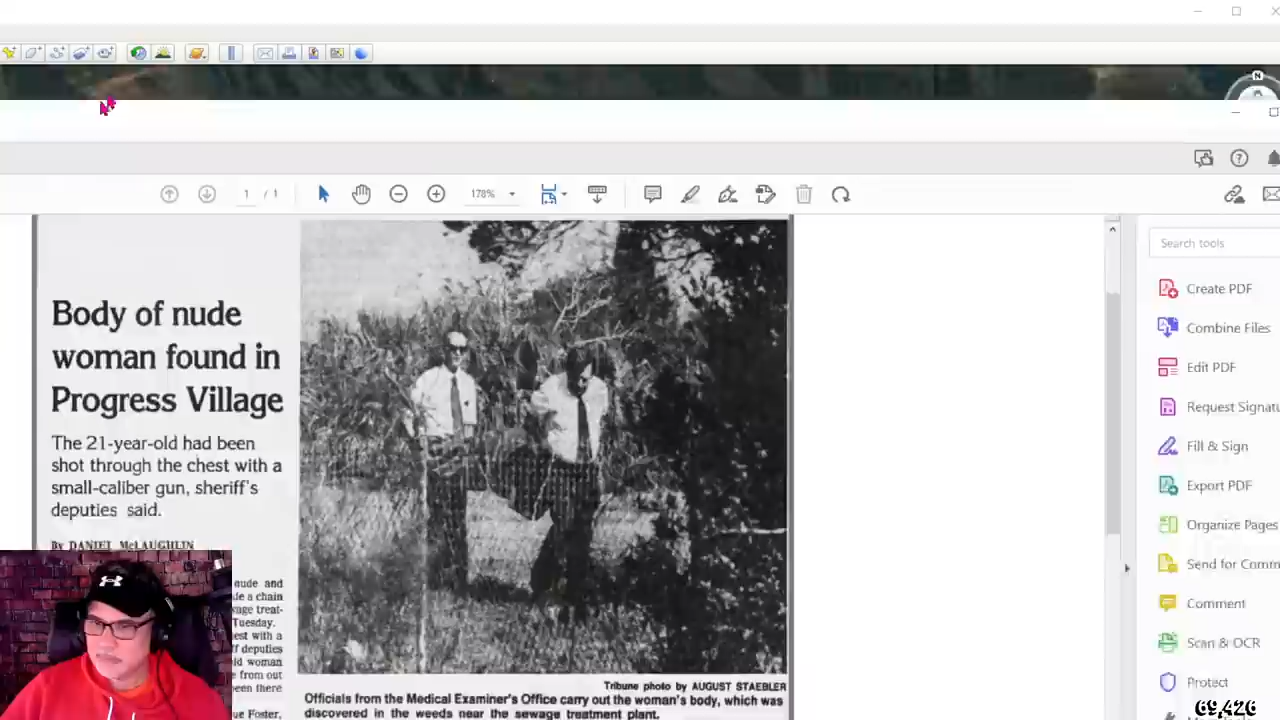 N
1 / 1
178%
Search tools
Create PDF
Combine Files
Edit PDF
Request Signatu
Fill & Sign
Export PDF
Organize Pages
Send for Comm
Comment
Scan & OCR
Protect
Body of nude
woman found in
Progress Village
The 21-year-old had been
shot through the chest with a
small-caliber gun, sheriff's
deputies said.
By DANIEL McLAUGHLIN
nude and
a chain
treat-
Tuesday.
with a
deputies
woman
from out
there
Foster,
Tribune photo by AUGUST STAEBLER
Officials from the Medical Examiner's Office carry out the woman's body, which was
discovered in the weeds near the sewage treatment plant.
69,426